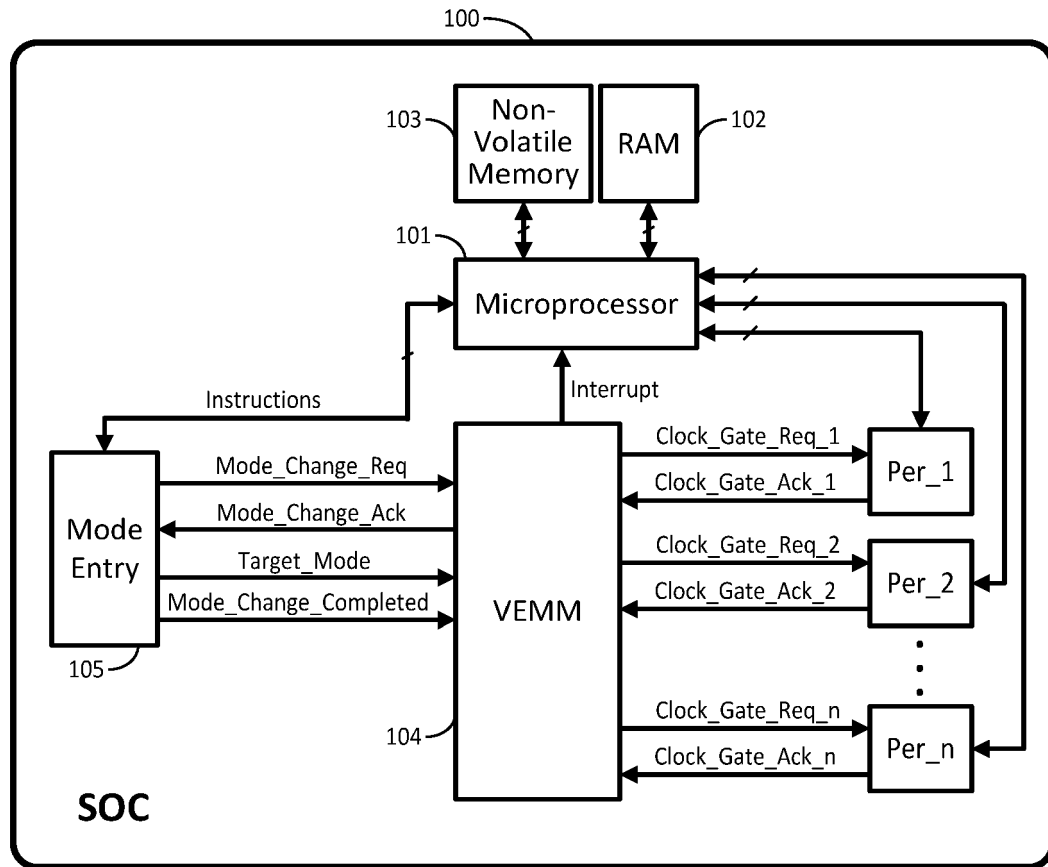 100
103
Non-
Volatile
Memory
RAM
102
101
Microprocessor
Instructions
Interrupt
Mode
Entry
105
Mode_Change_Req
Mode_Change_Ack
Target_Mode
Mode_Change_Completed
VEMM
104
Clock_Gate_Req_1
Clock_Gate_Ack_1
Per_1
Clock_Gate_Req_2
Clock_Gate_Ack_2
Per_2
Clock_Gate_Req_n
Clock_Gate_Ack_n
Per_n
SOC